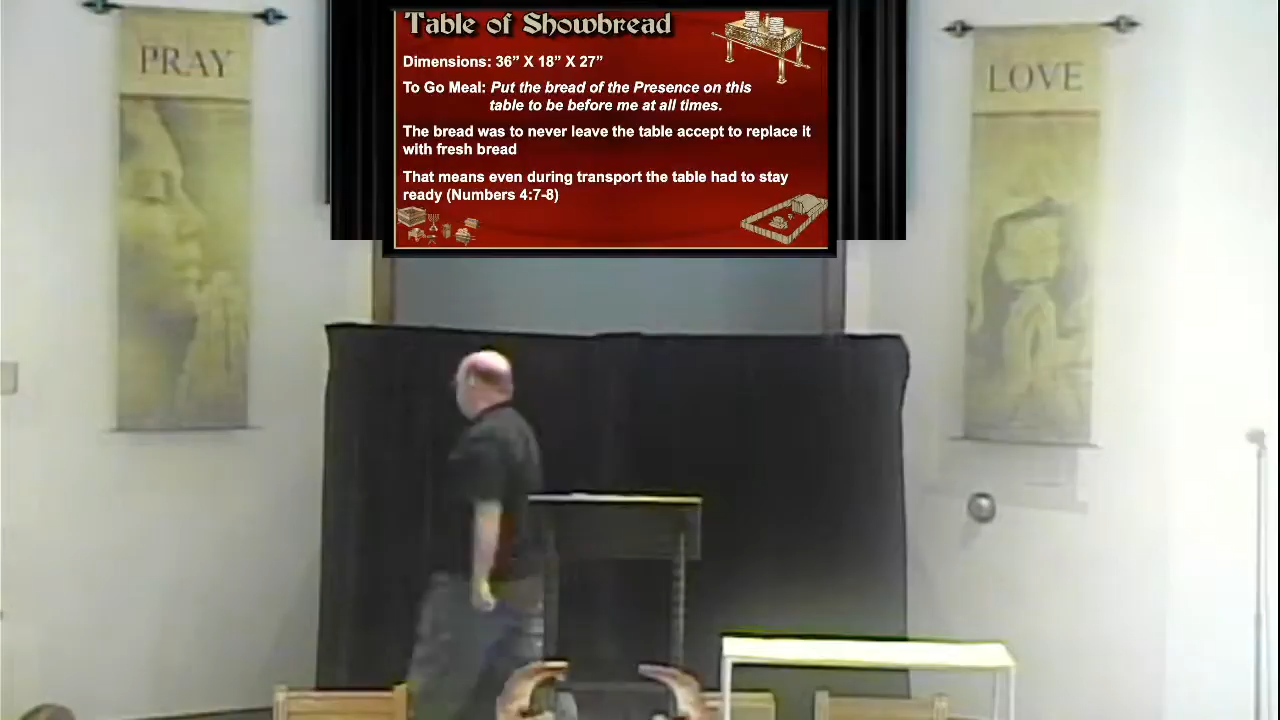 PRAY
Table of Showbread
Dimensions: 36” X 18” X 27”
To Go Meal: Put the bread of the Presence on this
table to be before me at all times.
The bread was to never leave the table accept to replace it
with fresh bread
That means even during transport the table had to stay
ready (Numbers 4:7-8)
LOVE